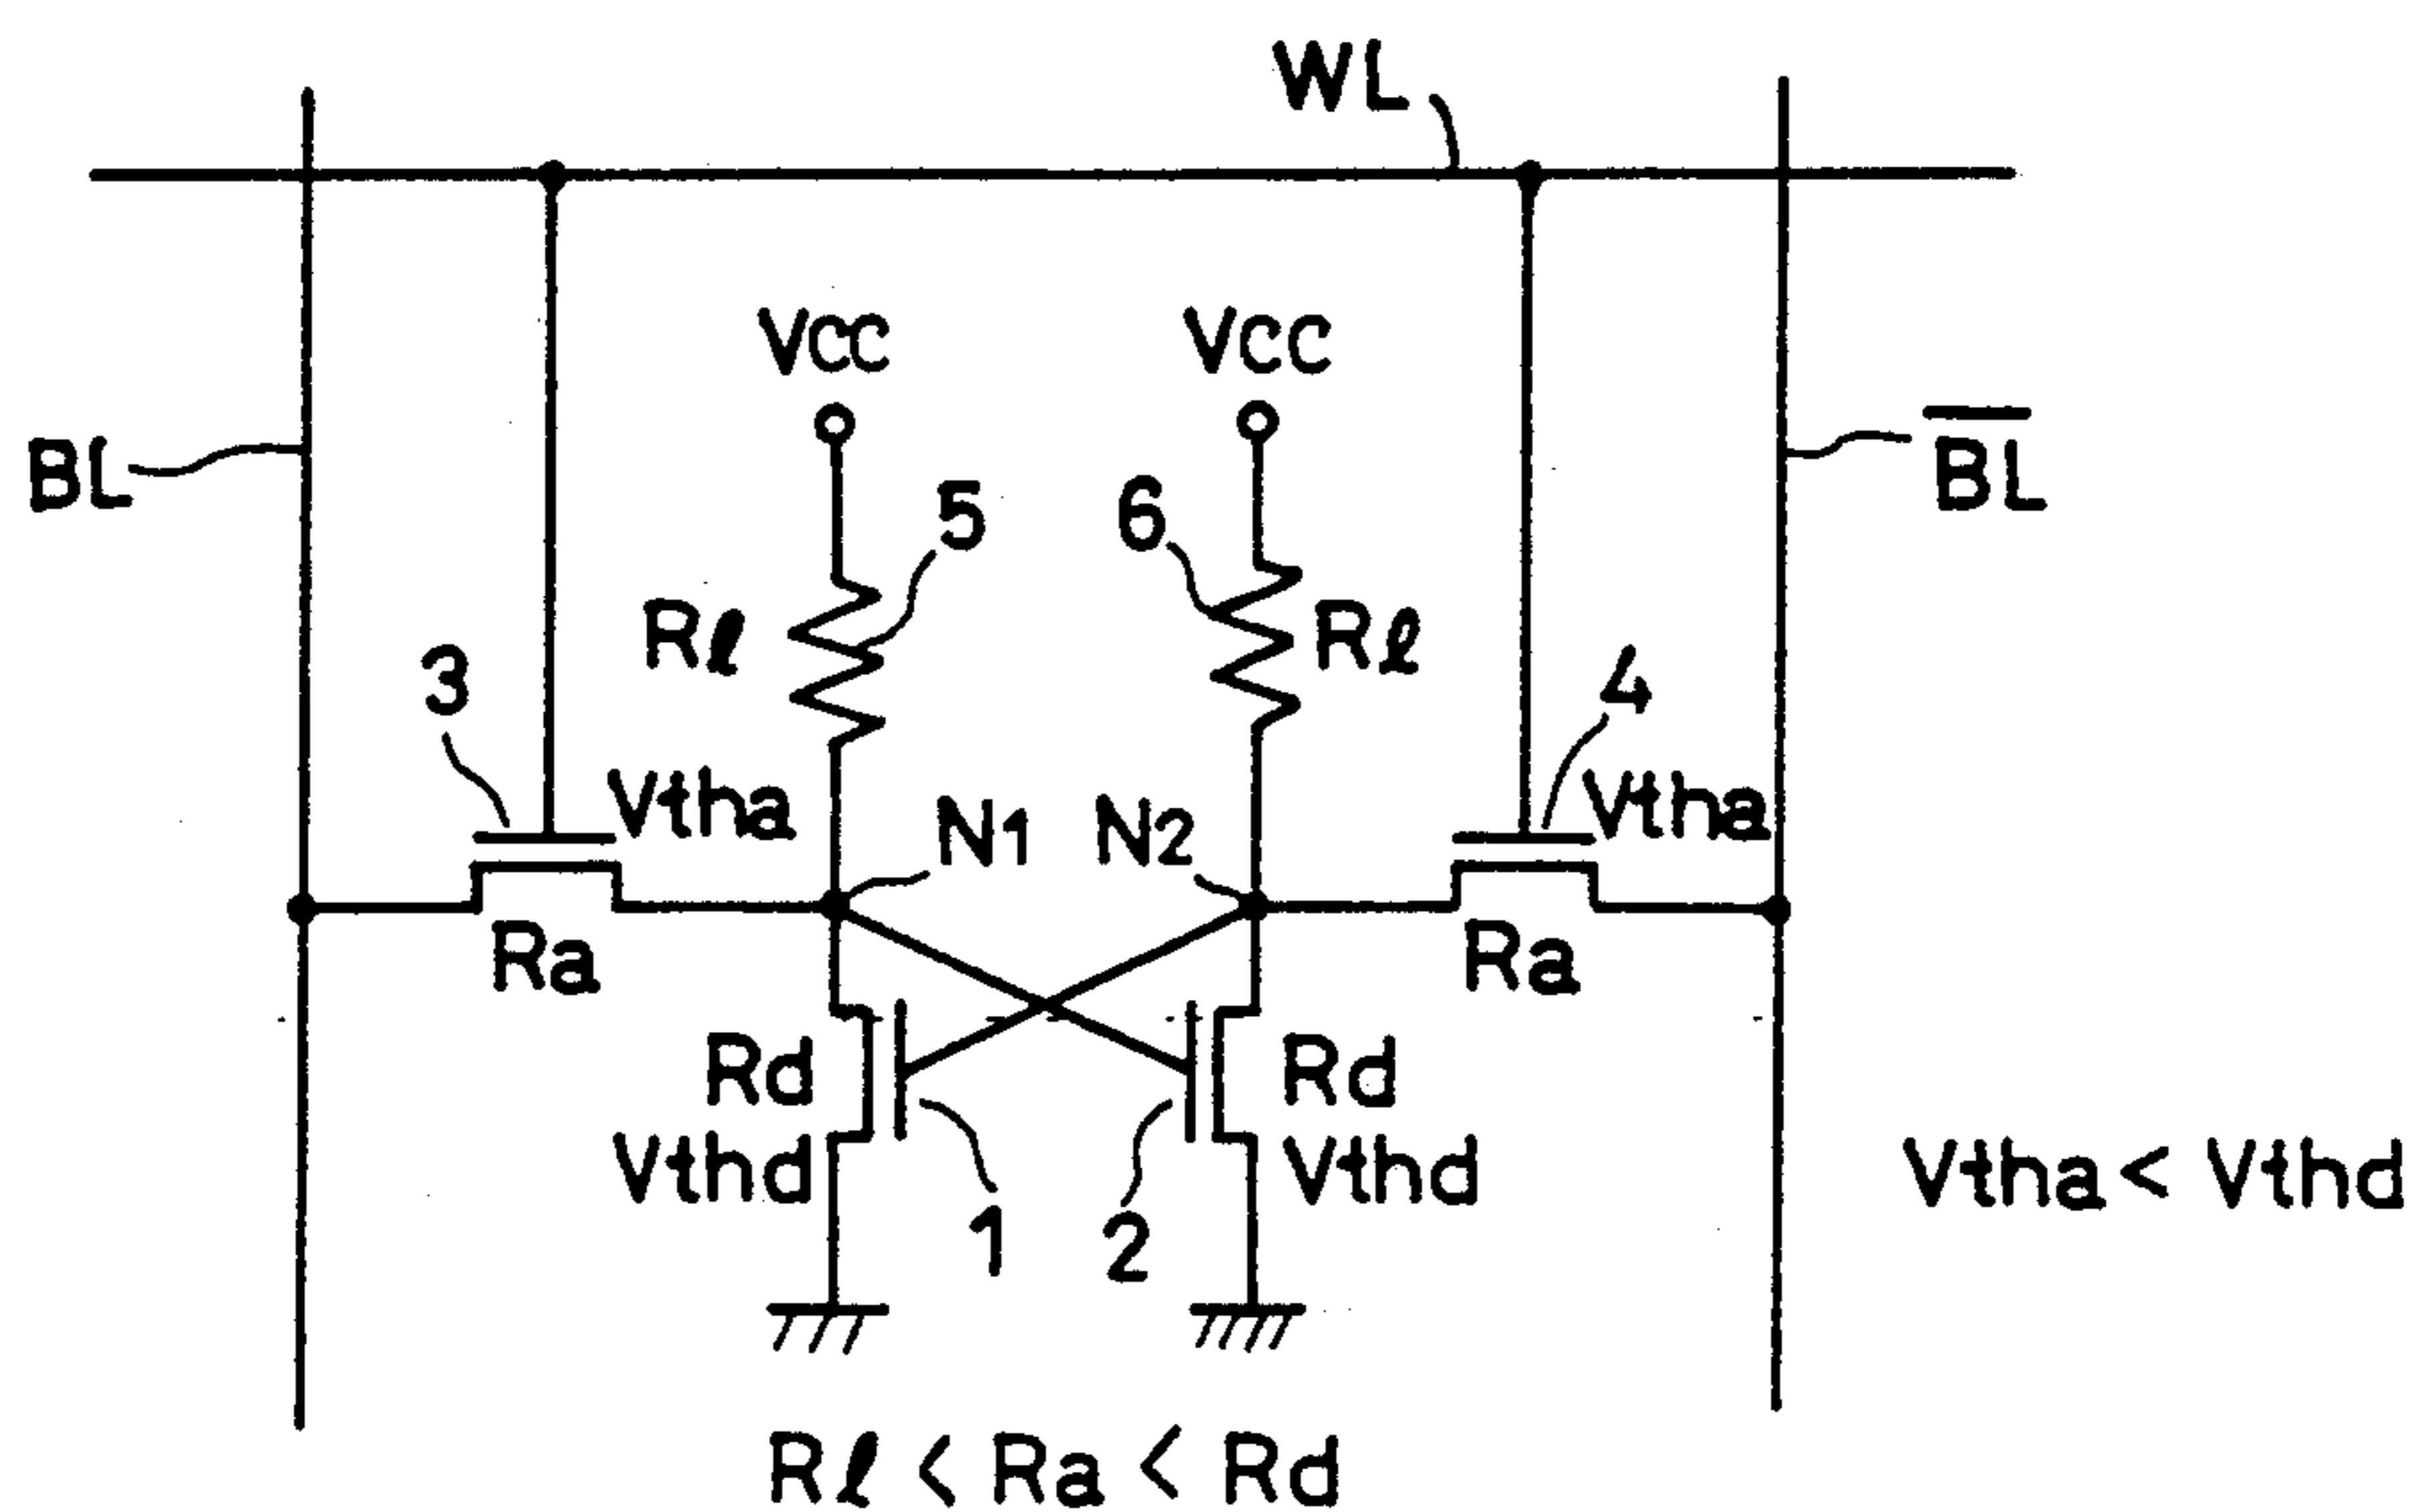 WL
VCC VCC
BL
B̅L̅
5 6
Rℓ Rℓ
3 4
Vtha Vtha
N1 N2
Ra Ra
Rd Rd
Vthd Vthd
Vtha < Vthd
1 2
Rℓ < Ra < Rd